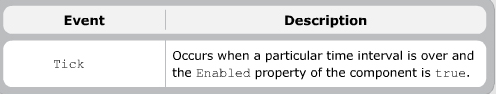 Event Description
Tick
Occurs when a particular time interval is over and
the Enabled property of the component is true.